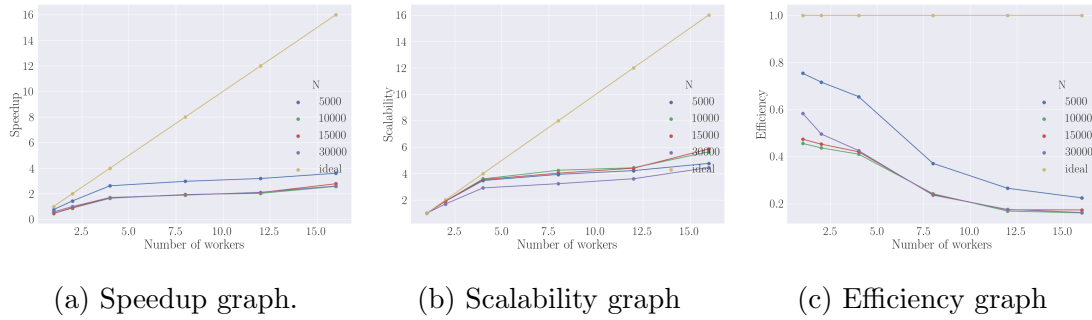 16
14
12
10
8
6
4
2
0
Speedup
2.5 5.0 7.5 10.0 12.5 15.0
Number of workers
N
5000
10000
15000
30000
ideal
(a) Speedup graph.
16
14
12
10
8
6
4
2
Scalability
2.5 5.0 7.5 10.0 12.5 15.0
Number of workers
N
5000
10000
15000
30000
ideal
(b) Scalability graph
1.0
0.8
0.6
0.4
0.2
Efficiency
2.5 5.0 7.5 10.0 12.5 15.0
Number of workers
N
5000
10000
15000
30000
ideal
(c) Efficiency graph